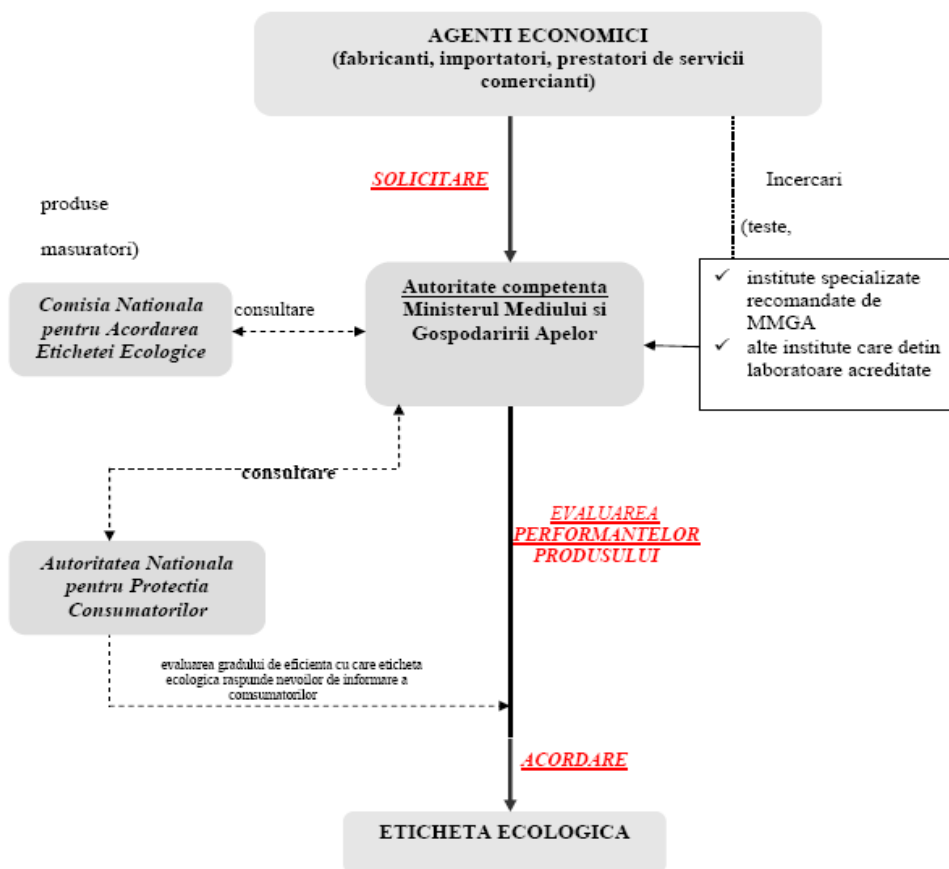 AGENTI ECONOMICI
(fabricanti, importatori, prestatori de servicii
comercianti)
SOLICITARE
Incercari
produse
(teste,
masuratori)
Autoritate competenta
Ministerul Mediului si
Gospodaririi Apelor
✓ institute specializate
recomandate de
MMGA
✓ alte institute care detin
laboratoare acreditate
Comisia Nationala
pentru Acordarea
Etichetei Ecologice
consultare
consultare
EVALUAREA
PERFORMANTELOR
PRODUSULUI
Autoritatea Nationala
pentru Protectia
Consumatorilor
evaluarea gradului de eficienta cu care eticheta
ecologica raspunde nevoilor de informare a
comsumatorilor
ACORDARE
ETICHETA ECOLOGICA